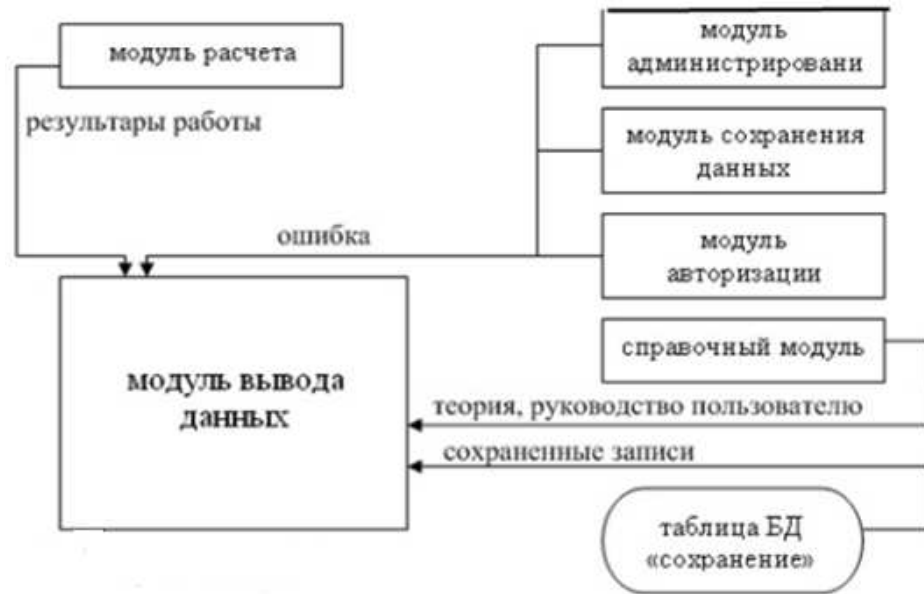 модуль расчета
результары работы
модуль
администрировани
модуль сохранения
данных
ошибка
модуль
авторизации
справочный модуль
модуль вывода
данных
теория, руководство пользователю
сохраненные записи
таблица БД
«сохранение»